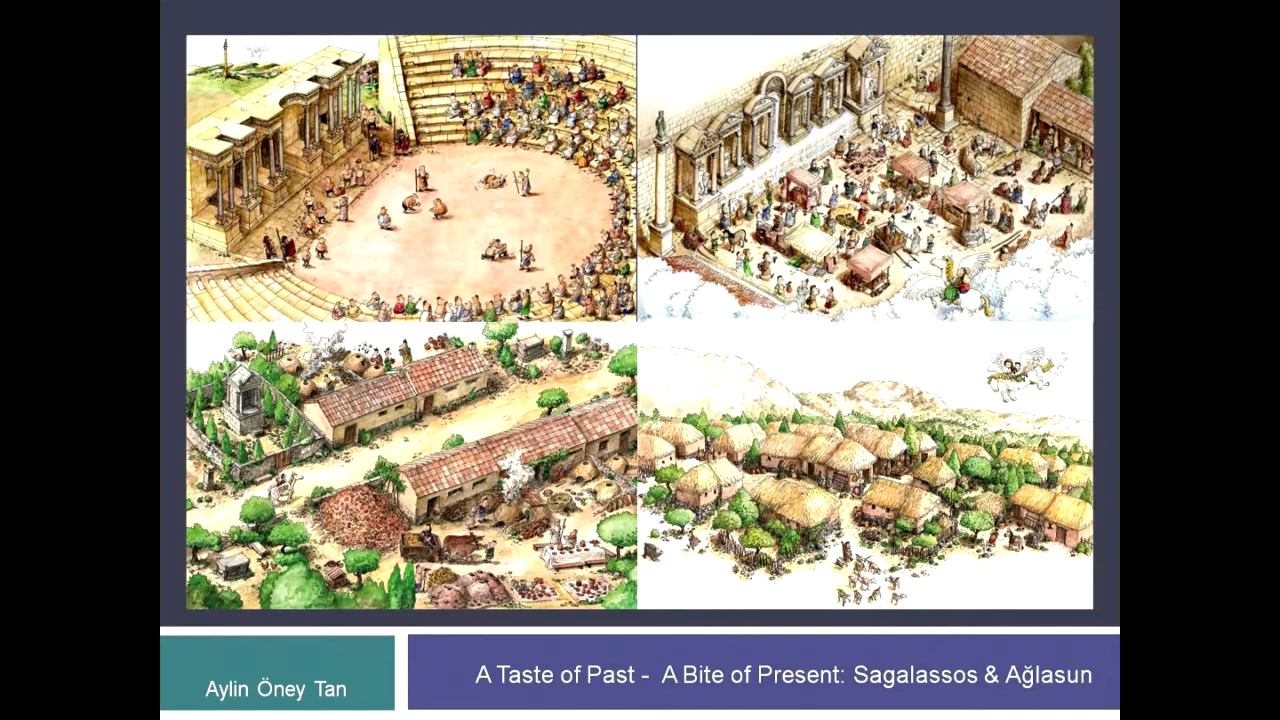 Aylin Öney Tan
A Taste of Past - A Bite of Present: Sagalassos & Ağlasun